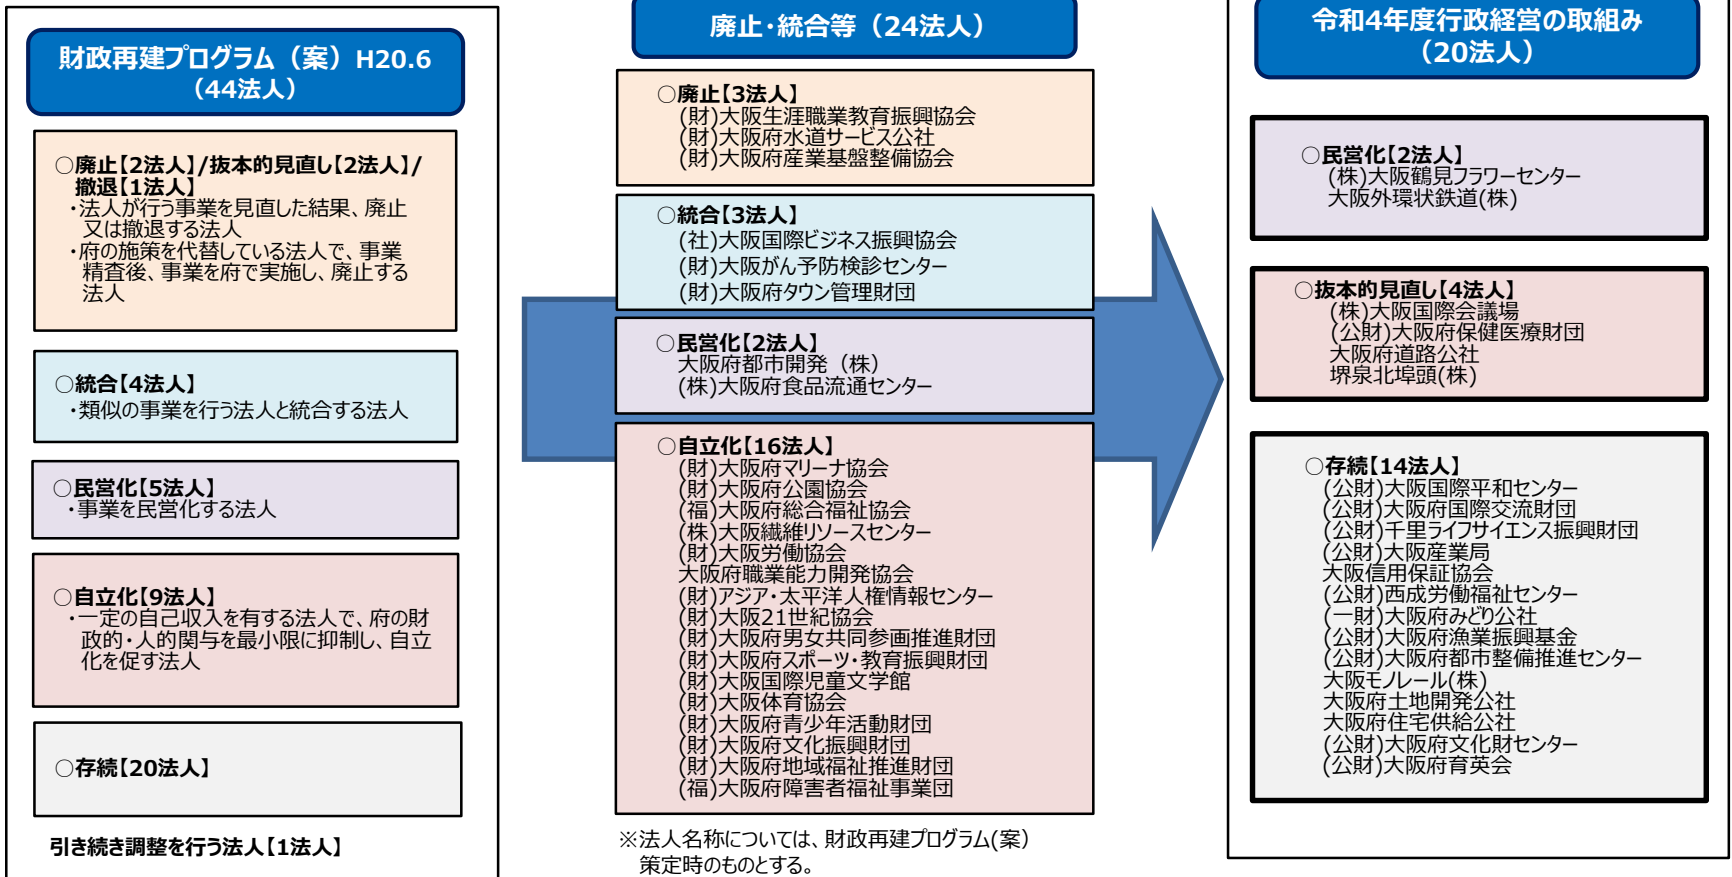 財政再建プログラム（案）H20.6
（44法人）
○廃止【2法人】/抜本的見直し【2法人】/
撤退【1法人】
・法人が行う事業を見直した結果、廃止
又は撤退する法人
・府の施策を代替している法人で、事業
精査後、事業を府で実施し、廃止する
法人
○統合【4法人】
・類似の事業を行う法人と統合する法人
○民営化【5法人】
・事業を民営化する法人
○自立化【9法人】
・一定の自己収入を有する法人で、府の財
政的・人的関与を最小限に抑制し、自立
化を促す法人
○存続【20法人】
引き続き調整を行う法人【1法人】
廃止・統合等（24法人）
○廃止【3法人】
(財)大阪生涯職業教育振興協会
(財)大阪府水道サービス公社
(財)大阪府産業基盤整備協会
○統合【3法人】
(社)大阪国際ビジネス振興協会
(財)大阪がん予防検診センター
(財)大阪府タウン管理財団
○民営化【2法人】
大阪府都市開発（株）
(株)大阪府食品流通センター
○自立化【16法人】
(財)大阪府マリーナ協会
(財)大阪府公園協会
(福)大阪府総合福祉協会
(株)大阪繊維リソースセンター
(財)大阪労働協会
大阪府職業能力開発協会
(財)アジア・太平洋人権情報センター
(財)大阪21世紀協会
(財)大阪府男女共同参画推進財団
(財)大阪府スポーツ・教育振興財団
(財)大阪国際児童文学館
(財)大阪体育協会
(財)大阪府青少年活動財団
(財)大阪府文化振興財団
(財)大阪府地域福祉推進財団
(福)大阪府障害者福祉事業団
※法人名称については、財政再建プログラム(案)
策定時のものとする。
令和4年度行政経営の取組み
（20法人）
○民営化【2法人】
(株)大阪鶴見フラワーセンター
大阪外環状鉄道(株)
○抜本的見直し【4法人】
(株)大阪国際会議場
(公財)大阪府保健医療財団
大阪府道路公社
堺泉北埠頭(株)
○存続【14法人】
(公財)大阪国際平和センター
(公財)大阪府国際交流財団
(公財)千里ライフサイエンス振興財団
(公財)大阪産業局
大阪信用保証協会
(公財)西成労働福祉センター
(一財)大阪府みどり公社
(公財)大阪府漁業振興基金
(公財)大阪府都市整備推進センター
大阪モノレール(株)
大阪府土地開発公社
大阪府住宅供給公社
(公財)大阪府文化財センター
(公財)大阪府育英会